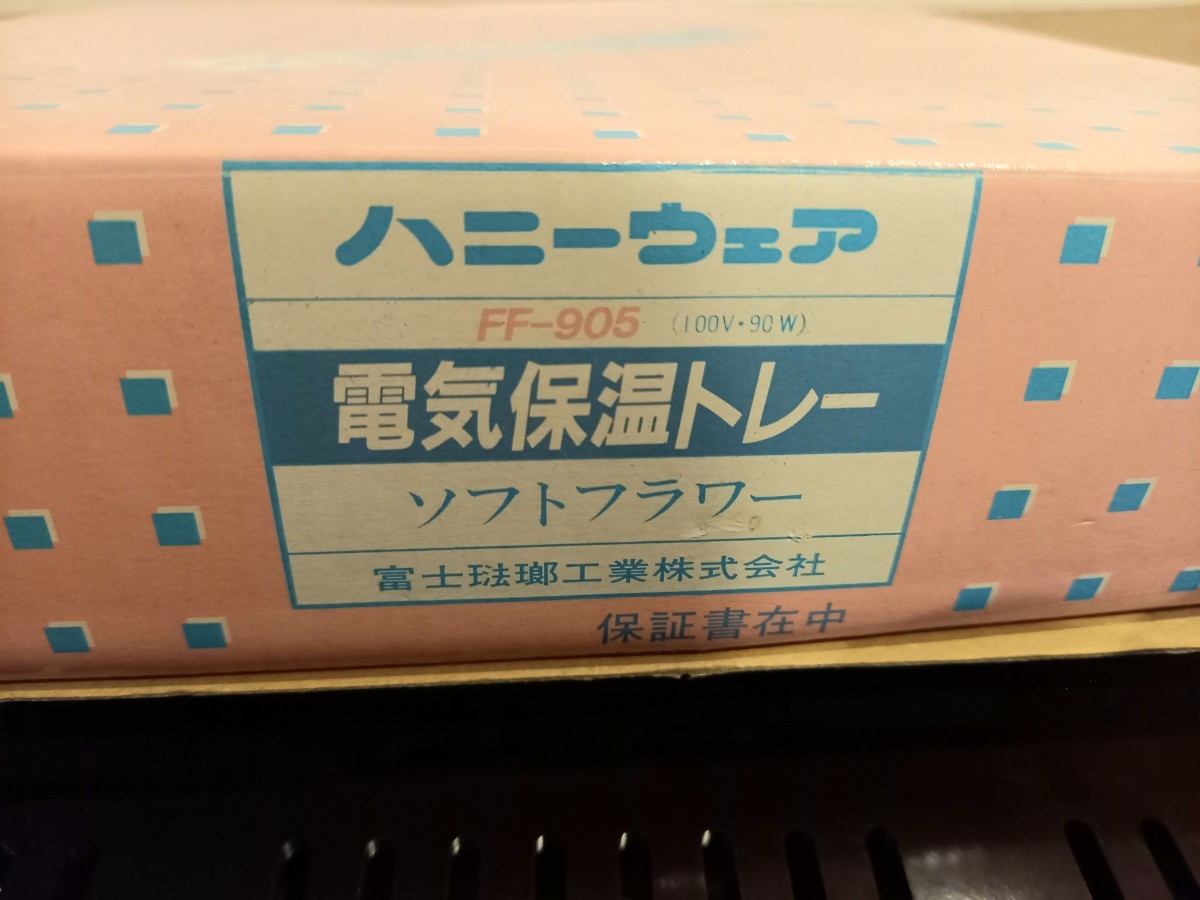 ハニーウェア
FF-905 (100V・90W)
電気保温トレー
ソフトフラワー
富士琺瑯工業株式会社
保証書在中